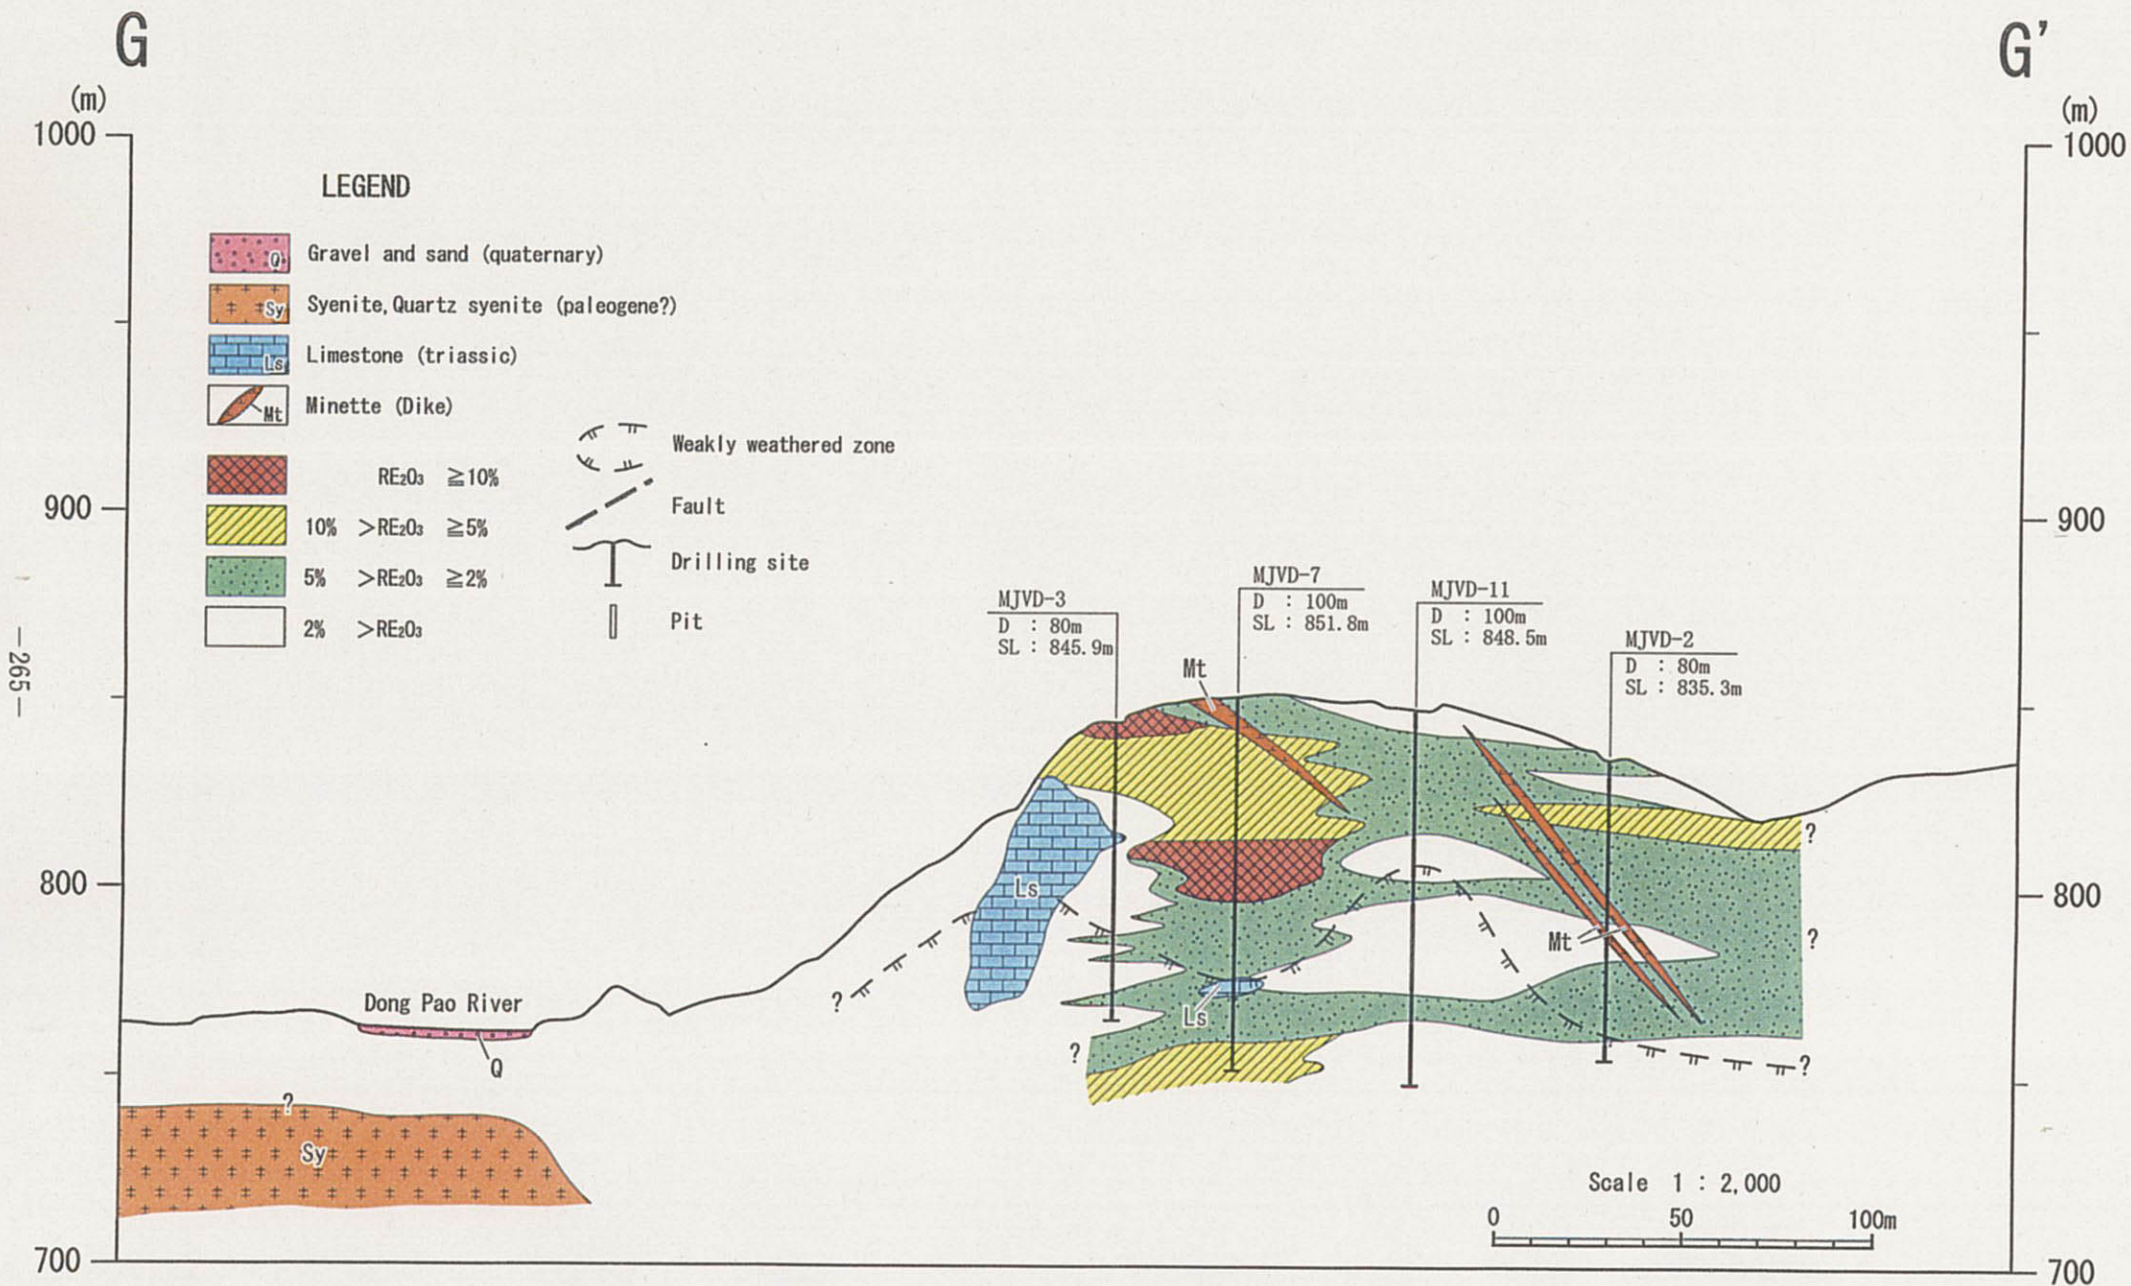 G
G'
(m)
(m)
1000
1000
LEGEND
Q
Gravel and sand (quaternary)
Sy
Syenite, Quartz syenite (paleogene?)
Ls
Limestone (triassic)
Mt
Minette (Dike)
Weakly weathered zone
RE₂O₃ ≧10%
900
Fault
900
10% >RE₂O₃ ≧5%
Drilling site
5% >RE₂O₃ ≧2%
Pit
2% >RE₂O₃
MJVD-3
D : 80m
SL : 845.9m
MJVD-7
D : 100m
SL : 851.8m
MJVD-11
D : 100m
SL : 848.5m
MJVD-2
D : 80m
SL : 835.3m
Mt
—265—
?
800
Ls
800
Mt
?
?
Dong Pao River
Ls
Q
?
?
?
Sy
Scale 1 : 2,000
0 50 100m
700
700